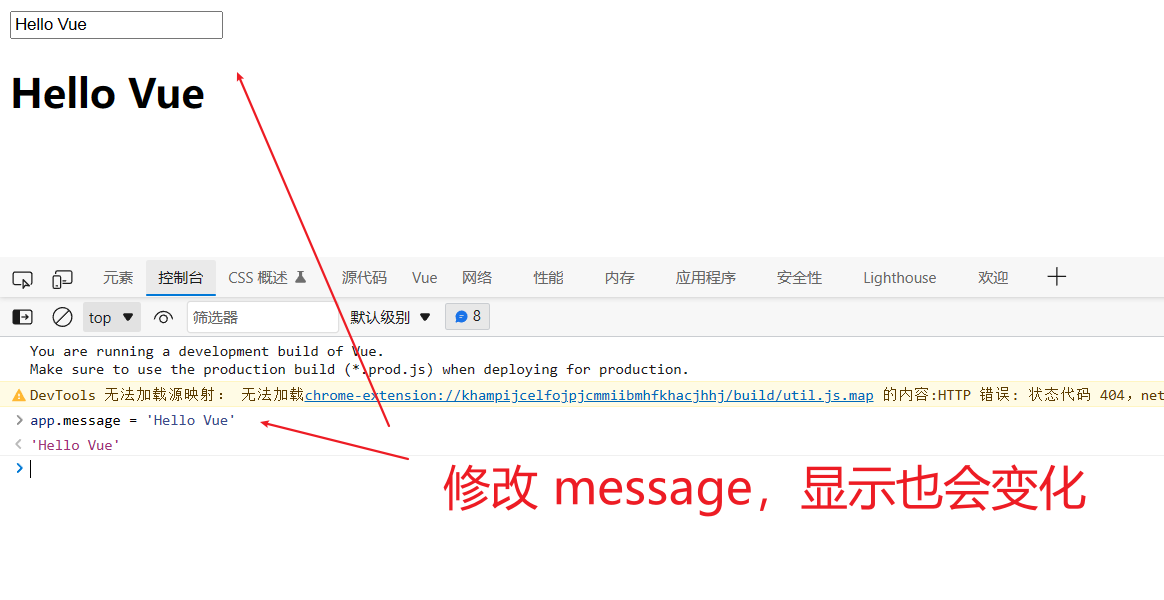 Hello Vue
Hello Vue
元素 控制台 CSS 概述 源代码 Vue 网络 性能 内存 应用程序 安全性 Lighthouse 欢迎
top 筛选器 默认级别 8
You are running a development build of Vue.
Make sure to use the production build (*.prod.js) when deploying for production.
DevTools 无法加载源映射： 无法加载chrome-extension://khampijcelfojpjcmmiibmhfkhacjhhj/build/util.js.map 的内容:HTTP 错误: 状态代码 404，net
app.message = 'Hello Vue'
'Hello Vue'
修改 message，显示也会变化